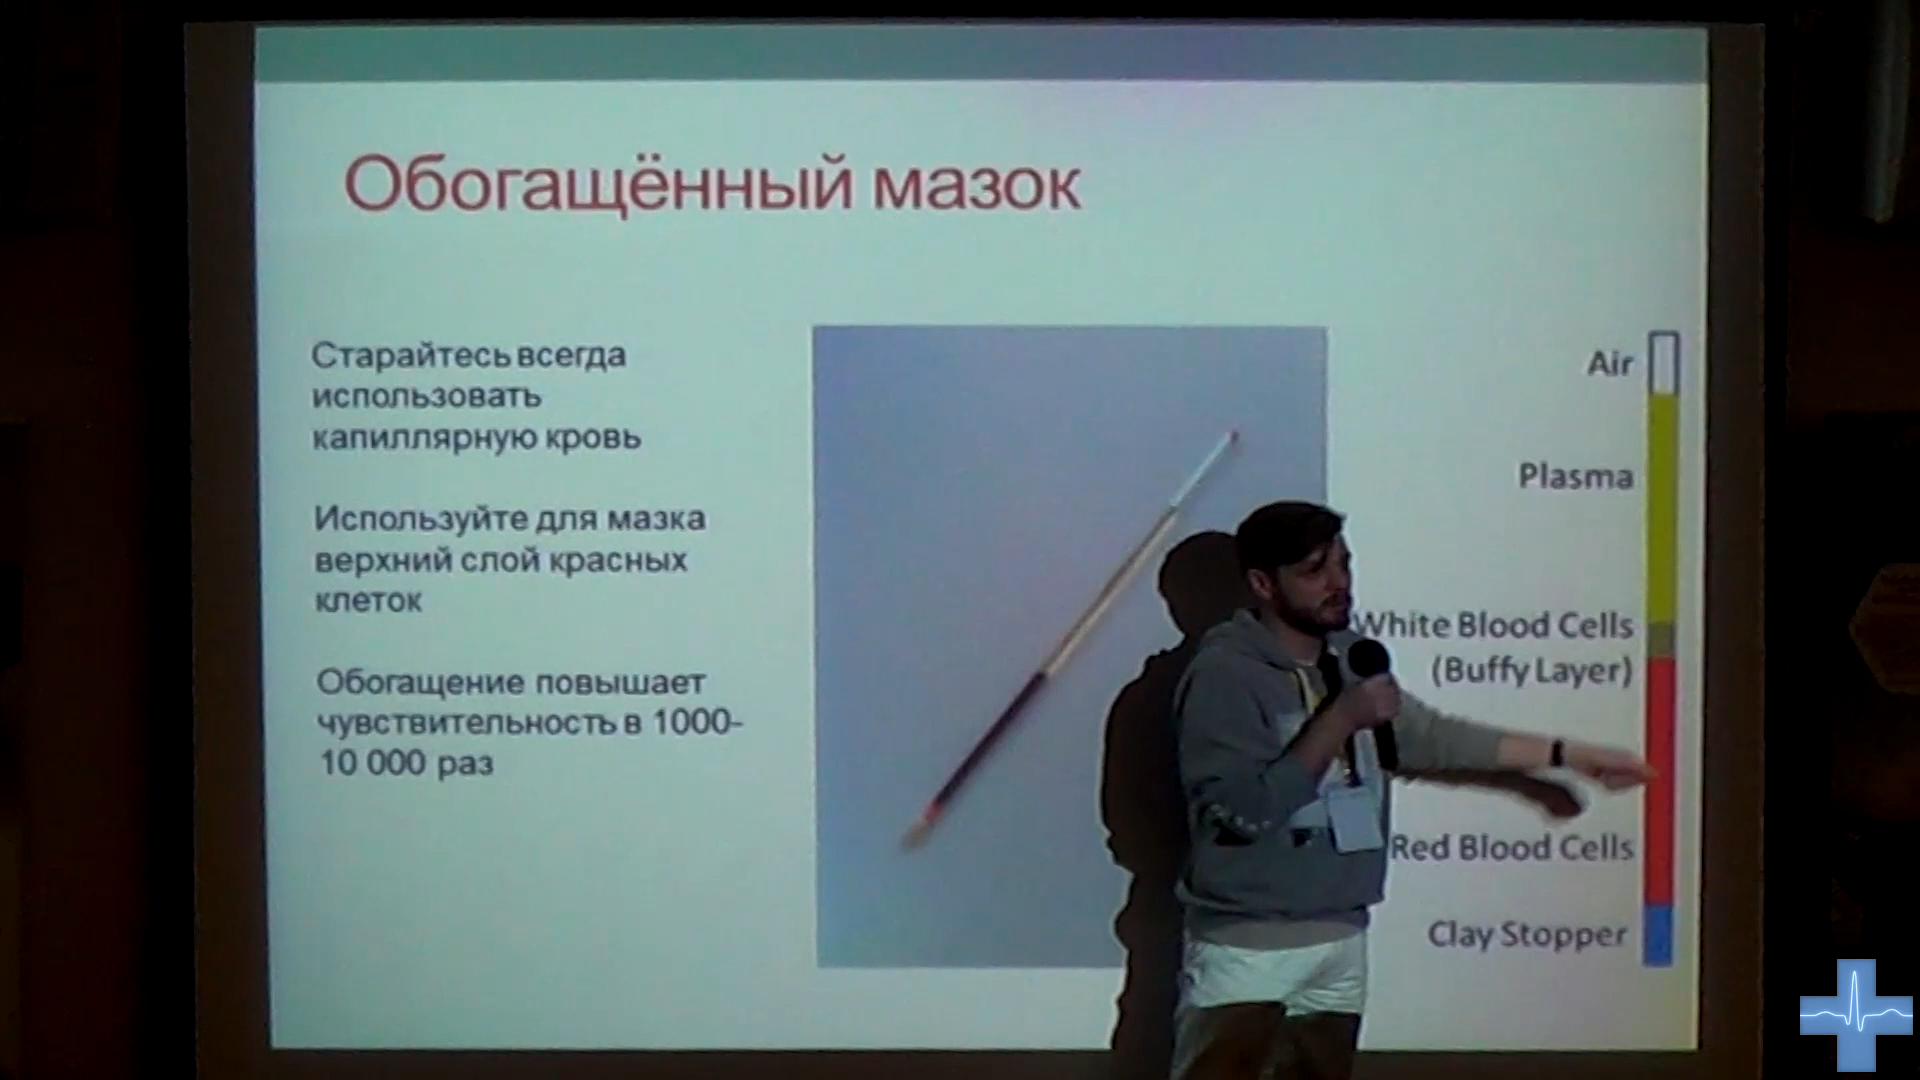 Обогащённый мазок
Старайтесь всегда
использовать
капиллярную кровь
Используйте для мазка
верхний слой красных
клеток
Обогащение повышает
чувствительность в 1000-
10 000 раз
Air
Plasma
White Blood Cells
(Buffy Layer)
Red Blood Cells
Clay Stopper